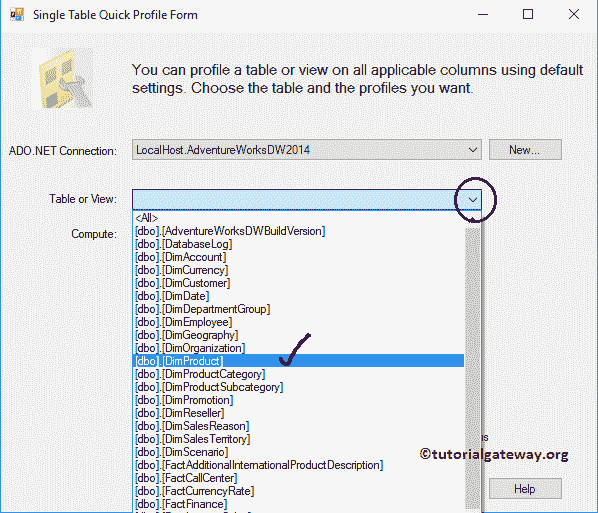 Single Table Quick Profile Form
You can profile a table or view on all applicable columns using default
settings. Choose the table and the profiles you want.
ADO.NET Connection: LocalHost.AdventureWorksDW2014 New...
Table or View:
<All>
Compute: [dbo].[AdventureWorksDWBuildVersion]
[dbo].[DatabaseLog]
[dbo].[DimAccount]
[dbo].[DimCurrency]
[dbo].[DimCustomer]
[dbo].[DimDate]
[dbo].[DimDepartmentGroup]
[dbo].[DimEmployee]
[dbo].[DimGeography]
[dbo].[DimOrganization]
[dbo].[DimProduct]
[dbo].[DimProductCategory]
[dbo].[DimProductSubcategory]
[dbo].[DimPromotion]
[dbo].[DimReseller]
[dbo].[DimSalesReason]
[dbo].[DimSalesTerritory]
[dbo].[DimScenario]
[dbo].[FactAdditionalInternationalProductDescription]
[dbo].[FactCallCenter]
[dbo].[FactCurrencyRate]
[dbo].[FactFinance]
©tutorialgateway.org
Help